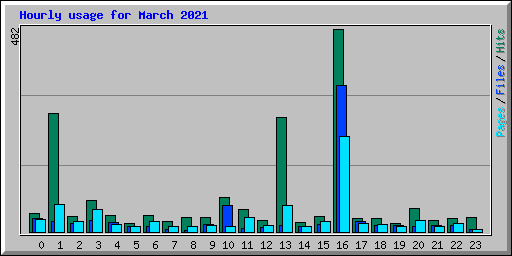 Hourly usage for March 2021
482
Pages/Files/Hits
0 1 2 3 4 5 6 7 8 9 10 11 12 13 14 15 16 17 18 19 20 21 22 23